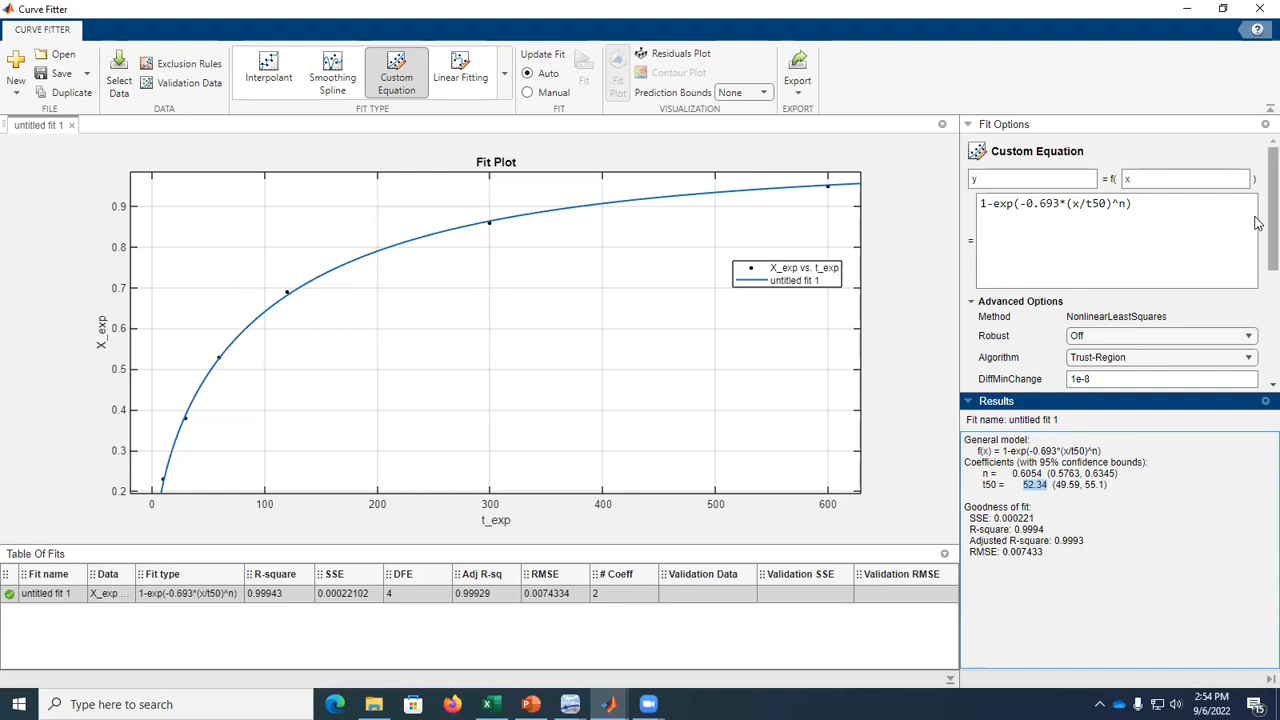 Curve Fitter
CURVE FITTER
New
Open
Save
Duplicate
FILE
Select
Data
Exclusion Rules
Validation Data
DATA
Interpolant
Smoothing
Spline
Custom
Equation
Linear Fitting
FIT TYPE
Update Fit
Auto
Manual
Fit
FIT
Fit
Plot
Residuals Plot
Contour Plot
Prediction Bounds None
VISUALIZATION
Export
EXPORT
untitled fit 1
Fit Plot
X_exp
0.9
0.8
0.7
0.6
0.5
0.4
0.3
0.2
0 100 200 300 400 500 600
t_exp
X_exp vs. t_exp
untitled fit 1
Fit Options
Custom Equation
y = f( x )
= 1-exp(-0.693*(x/t50)^n)
Advanced Options
Method NonlinearLeastSquares
Robust Off
Algorithm Trust-Region
DiffMinChange 1e-8
Results
Fit name: untitled fit 1
General model:
f(x) = 1-exp(-0.693*(x/t50)^n)
Coefficients (with 95% confidence bounds):
n = 0.6054 (0.5763, 0.6345)
t50 = 52.34 (49.59, 55.1)
Goodness of fit:
SSE: 0.000221
R-square: 0.9994
Adjusted R-square: 0.9993
RMSE: 0.007433
Table Of Fits
Fit name Data Fit type R-square SSE DFE Adj R-sq RMSE # Coeff Validation Data Validation SSE Validation RMSE
untitled fit 1 X_exp ... 1-exp(-0.693*(x/t50)^n) 0.99943 0.00022102 4 0.99929 0.0074334 2
Type here to search
2:54 PM
9/6/2022
15